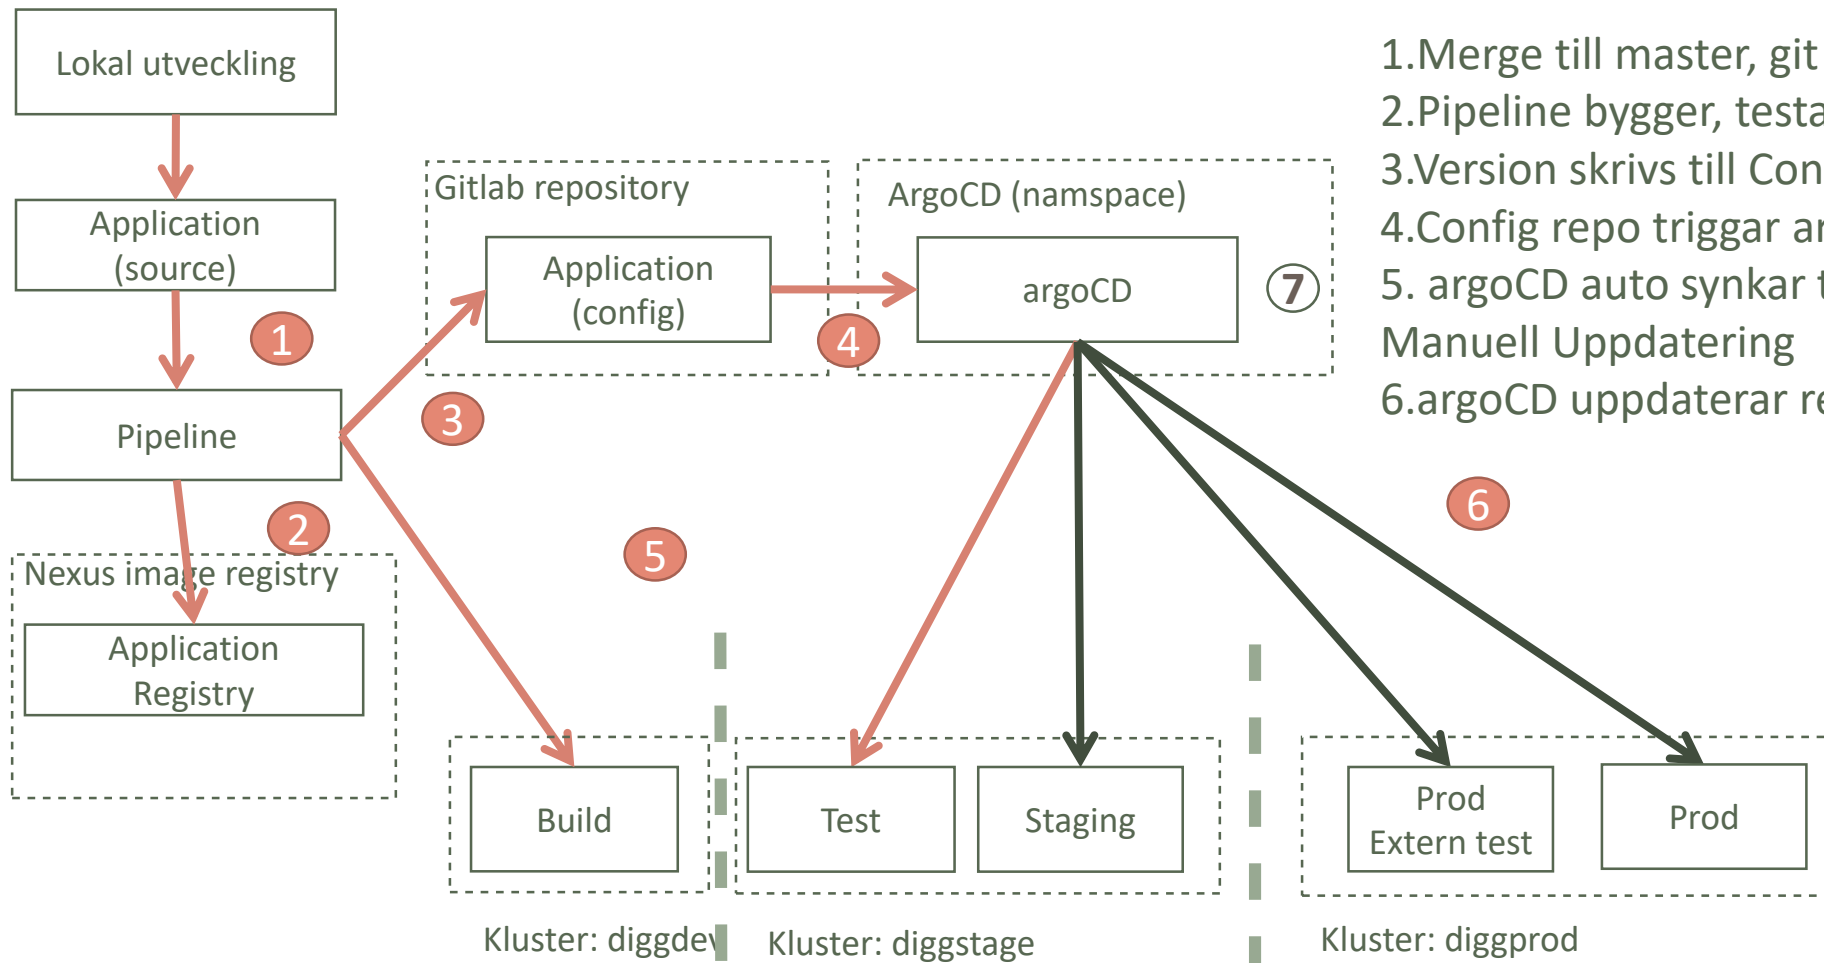 Lokal utveckling
Application
(source)
1
Pipeline
2
Nexus image registry
Application
Registry
Gitlab repository
Application
(config)
3
4
ArgoCD (namspace)
argoCD
7
5
6
Build
Test
Staging
Prod
Extern test
Prod
Kluster: diggdev
Kluster: diggstage
Kluster: diggprod
1.Merge till master, git
2.Pipeline bygger, testa
3.Version skrivs till Con
4.Config repo triggar ar
5. argoCD auto synkar t
Manuell Uppdatering
6.argoCD uppdaterar re